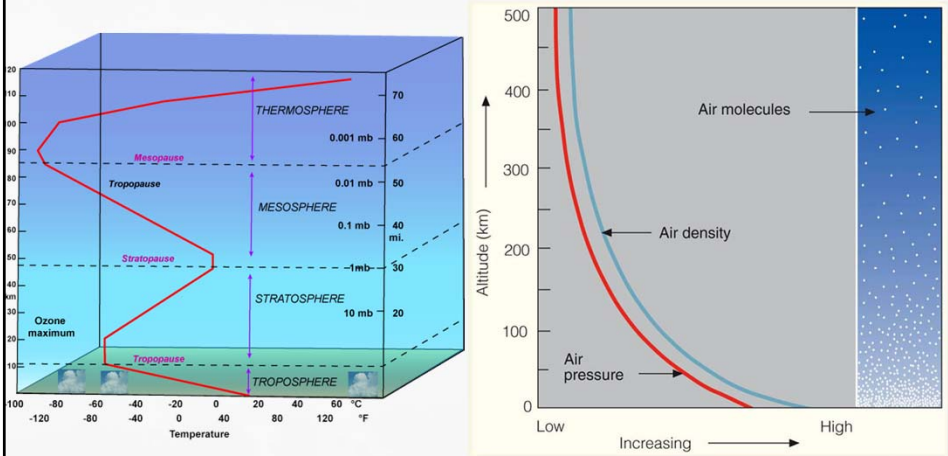 120
100
90
80
70
60
50
40
km
30
20
10
THERMOSPHERE
Mesopause
Tropopause
MESOSPHERE
Stratopause
STRATOSPHERE
Ozone
maximum
Tropopause
TROPOSPHERE
70
0.001 mb
60
0.01 mb
50
0.1 mb
40
mi.
1mb
30
10 mb
20
-100 -80 -60 -40 -20 0 20 40 60 °C
-120 -80 -60 -40 0 40 80 120 °F
Temperature
500
400
300
200
100
0
Altitude (km)
Air molecules
Air density
Air
pressure
Low
High
Increasing